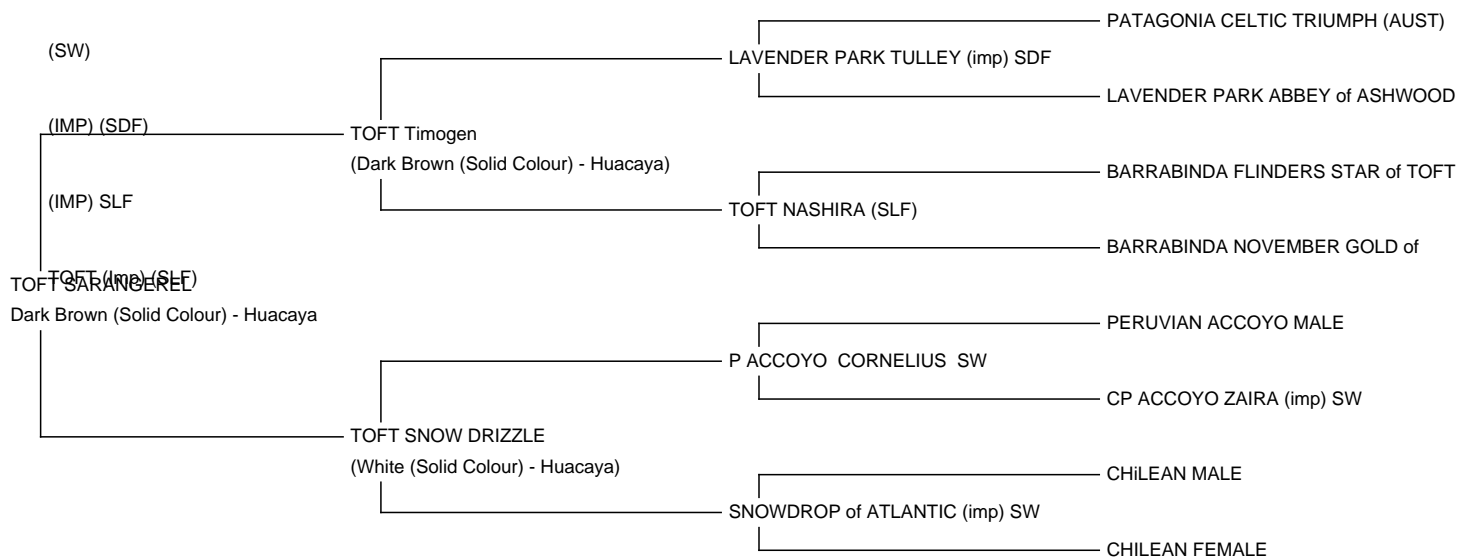 PATAGONIA CELTIC TRIUMPH (AUST)
(SW)
LAVENDER PARK TULLEY (imp) SDF
LAVENDER PARK ABBEY of ASHWOOD
(IMP) (SDF)
TOFT Timogen
(Dark Brown (Solid Colour) - Huacaya)
BARRABINDA FLINDERS STAR of TOFT
(IMP) SLF
TOFT NASHIRA (SLF)
BARRABINDA NOVEMBER GOLD of
TOFT (Imp) (SLF)
TOFT SARANGEREL
Dark Brown (Solid Colour) - Huacaya
PERUVIAN ACCOYO MALE
P ACCOYO  CORNELIUS  SW
CP ACCOYO ZAIRA (imp) SW
TOFT SNOW DRIZZLE
(White (Solid Colour) - Huacaya)
CHiLEAN MALE
SNOWDROP of ATLANTIC (imp) SW
CHILEAN FEMALE